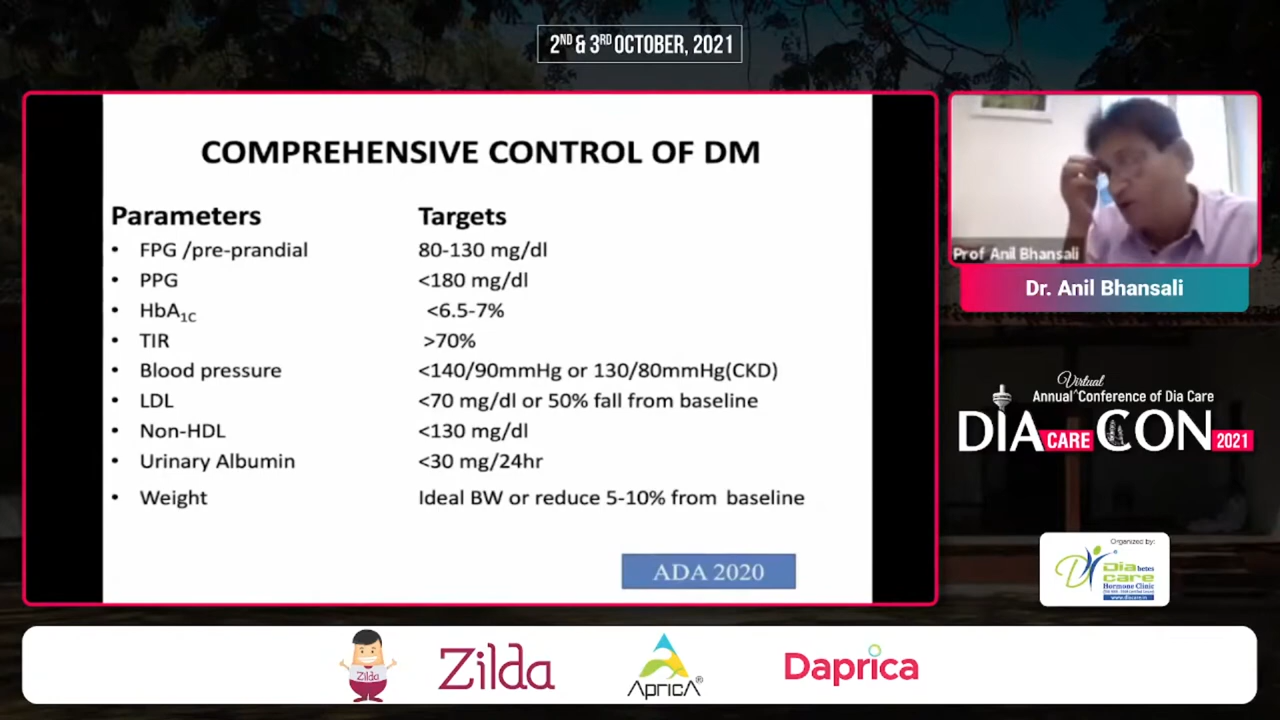 2ND & 3RD OCTOBER, 2021
COMPREHENSIVE CONTROL OF DM
Parameters Targets
• FPG /pre-prandial 80-130 mg/dl
• PPG <180 mg/dl
• HbA1C <6.5-7%
• TIR >70%
• Blood pressure <140/90mmHg or 130/80mmHg(CKD)
• LDL <70 mg/dl or 50% fall from baseline
• Non-HDL <130 mg/dl
• Urinary Albumin <30 mg/24hr
• Weight Ideal BW or reduce 5-10% from baseline
ADA 2020
Prof Anil Bhansali
Dr. Anil Bhansali
Virtual
Annual Conference of Dia Care
DIA CARE CON 2021
Organized by:
Dia betes
care
Hormone Clinic
www.diacare.in
Zilda
Zilda
APRICA®
Daprica